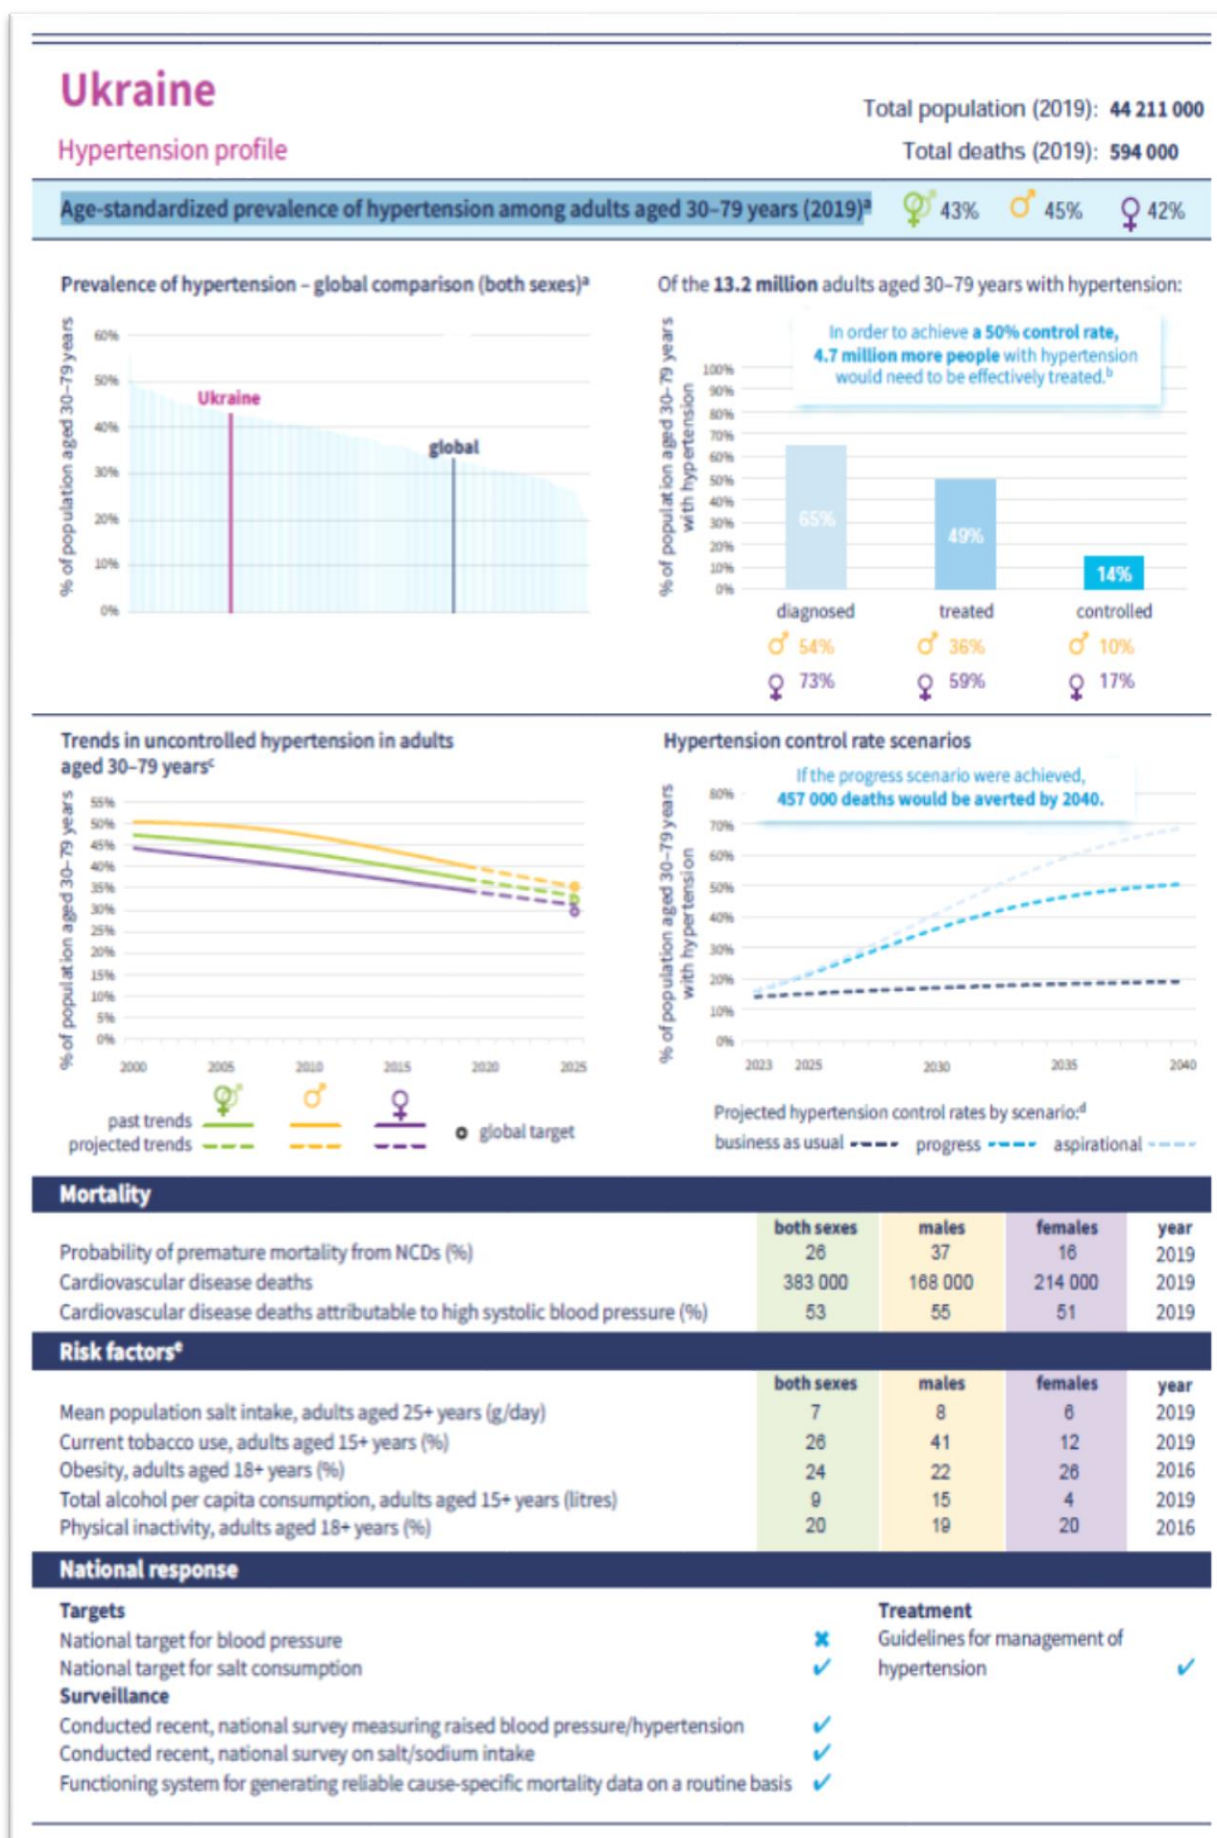 Ukraine
Hypertension profile
Total population (2019): 44 211 000
Total deaths (2019): 594 000
Age-standardized prevalence of hypertension among adults aged 30–79 years (2019)ª 43% 45% 42%
Prevalence of hypertension – global comparison (both sexes)ª
% of population aged 30–79 years
60%
50%
40%
30%
20%
10%
0%
Ukraine
global
Of the 13.2 million adults aged 30–79 years with hypertension:
In order to achieve a 50% control rate,
4.7 million more people with hypertension
would need to be effectively treated.ᵇ
% of population aged 30–79 years
with hypertension
100%
90%
80%
70%
60%
50%
40%
30%
20%
10%
0%
65%
49%
14%
diagnosed treated controlled
54% 36% 10%
73% 59% 17%
Trends in uncontrolled hypertension in adults
aged 30–79 yearsᶜ
% of population aged 30–79 years
55%
50%
45%
40%
35%
30%
25%
20%
15%
10%
5%
0%
2000 2005 2010 2015 2020 2025
past trends
projected trends
global target
Hypertension control rate scenarios
If the progress scenario were achieved,
457 000 deaths would be averted by 2040.
% of population aged 30–79 years
with hypertension
80%
70%
60%
50%
40%
30%
20%
10%
0%
2023 2025 2030 2035 2040
Projected hypertension control rates by scenario:ᵈ
business as usual progress aspirational
Mortality
both sexes males females year
Probability of premature mortality from NCDs (%) 26 37 16 2019
Cardiovascular disease deaths 383 000 168 000 214 000 2019
Cardiovascular disease deaths attributable to high systolic blood pressure (%) 53 55 51 2019
Risk factorsᵉ
both sexes males females year
Mean population salt intake, adults aged 25+ years (g/day) 7 8 6 2019
Current tobacco use, adults aged 15+ years (%) 26 41 12 2019
Obesity, adults aged 18+ years (%) 24 22 26 2016
Total alcohol per capita consumption, adults aged 15+ years (litres) 9 15 4 2019
Physical inactivity, adults aged 18+ years (%) 20 19 20 2016
National response
Targets
National target for blood pressure ✖
National target for salt consumption ✓
Surveillance
Conducted recent, national survey measuring raised blood pressure/hypertension ✓
Conducted recent, national survey on salt/sodium intake ✓
Functioning system for generating reliable cause-specific mortality data on a routine basis ✓
Treatment
Guidelines for management of
hypertension ✓